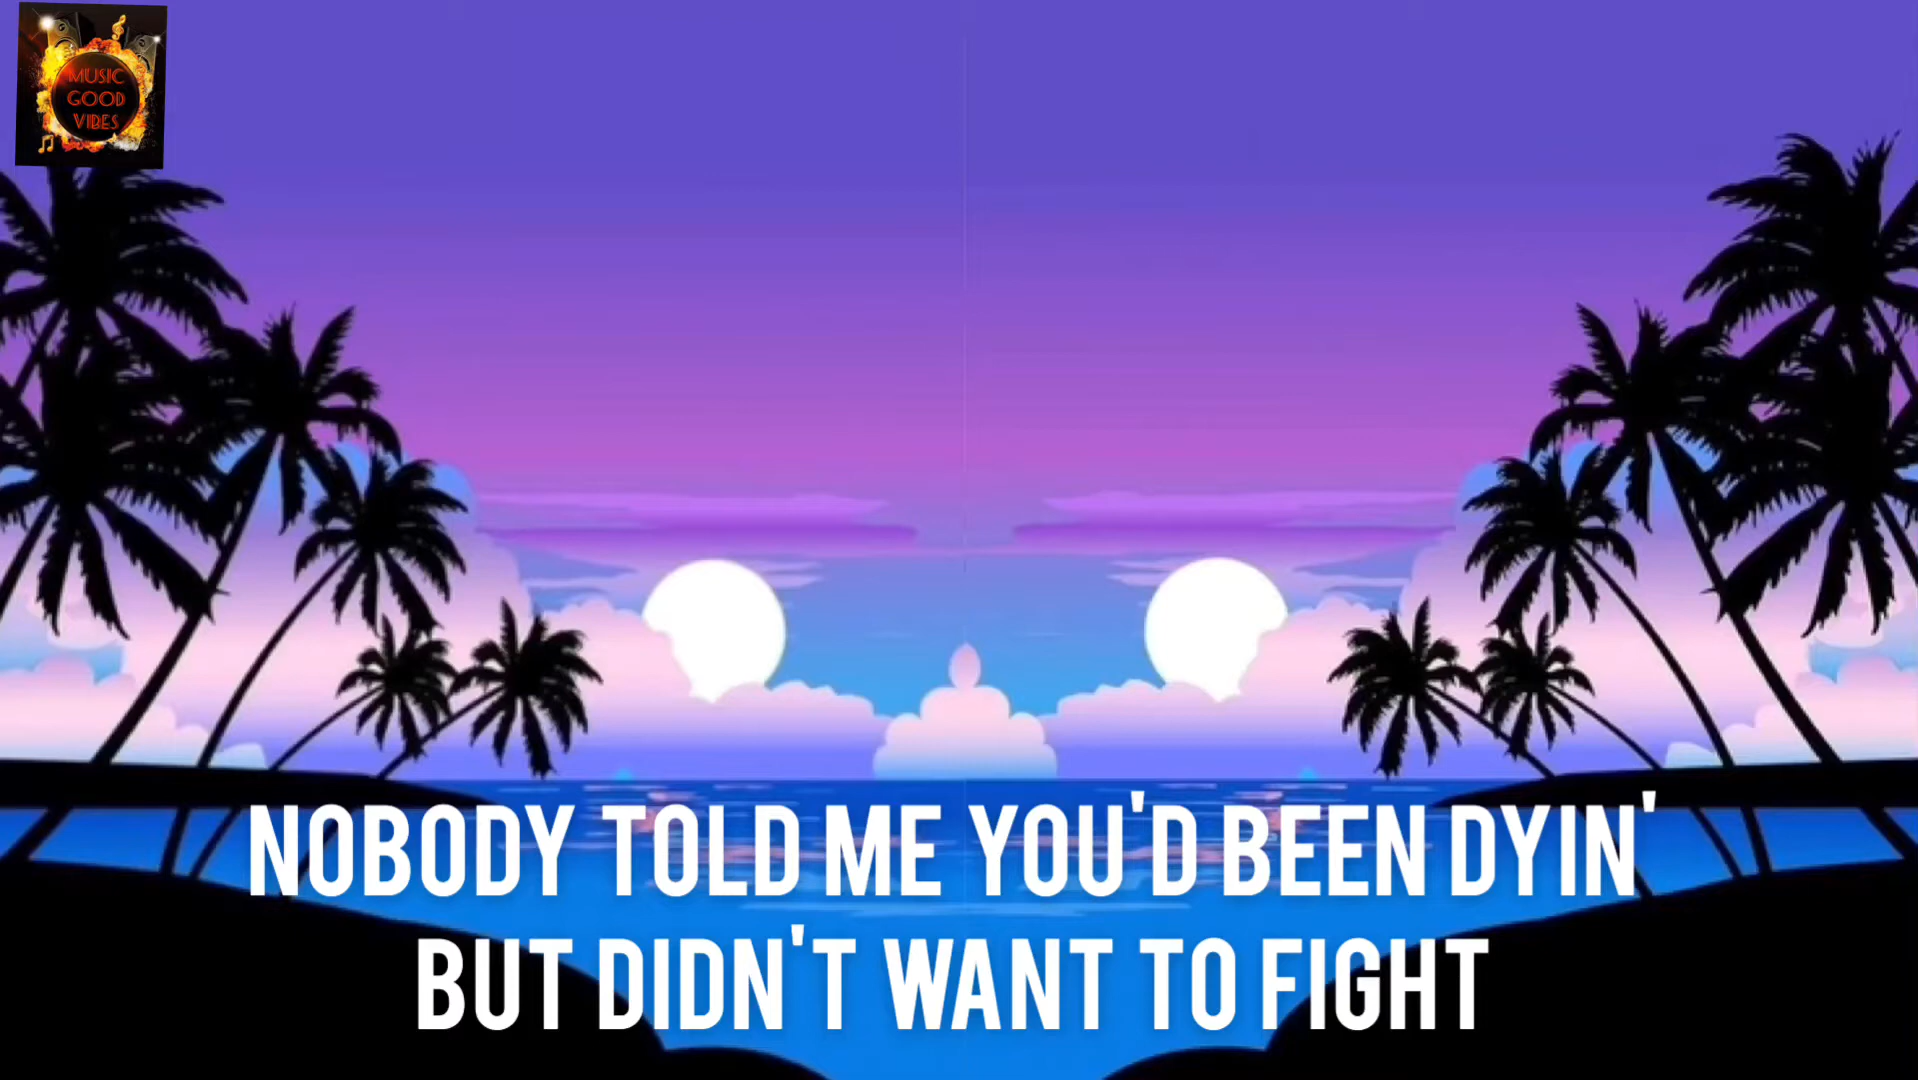 MUSIC
GOOD
VIBES
NOBODY TOLD ME YOU'D BEEN DYIN'
BUT DIDN'T WANT TO FIGHT